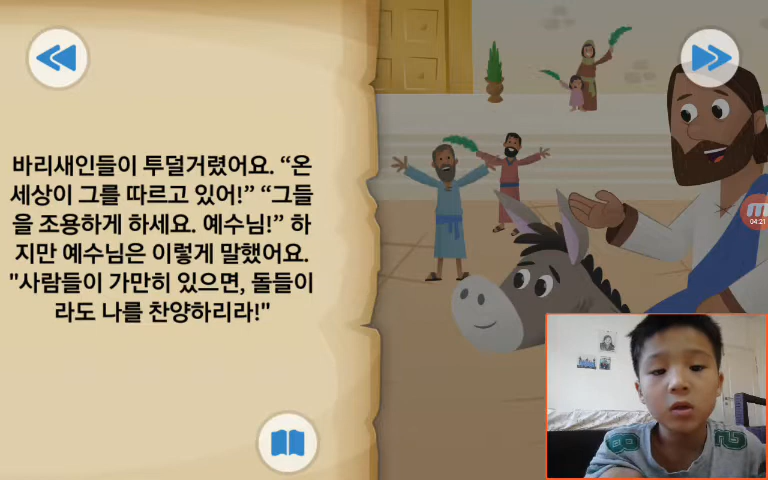 바리새인들이 투덜거렸어요. “온
세상이 그를 따르고 있어!” “그들
을 조용하게 하세요. 예수님!” 하
지만 예수님은 이렇게 말했어요.
"사람들이 가만히 있으면, 돌들이
라도 나를 찬양하리라!"
04:21